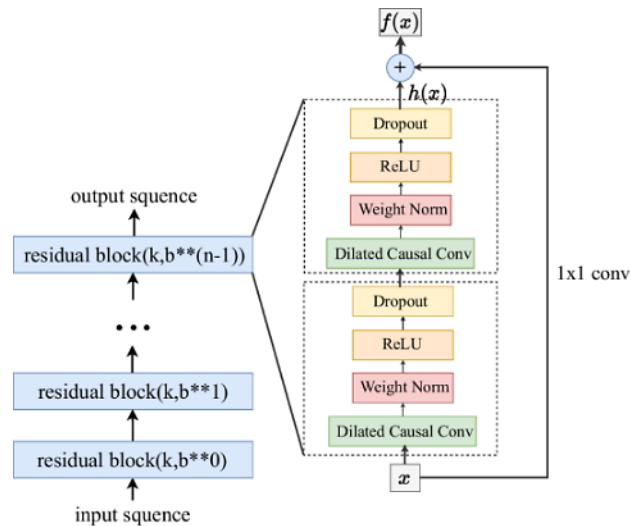 f(x)
+
h(x)
Dropout
ReLU
Weight Norm
Dilated Causal Conv
Dropout
ReLU
Weight Norm
Dilated Causal Conv
x
1x1 conv
output squence
residual block(k,b**(n-1))
...
residual block(k,b**1)
residual block(k,b**0)
input squence